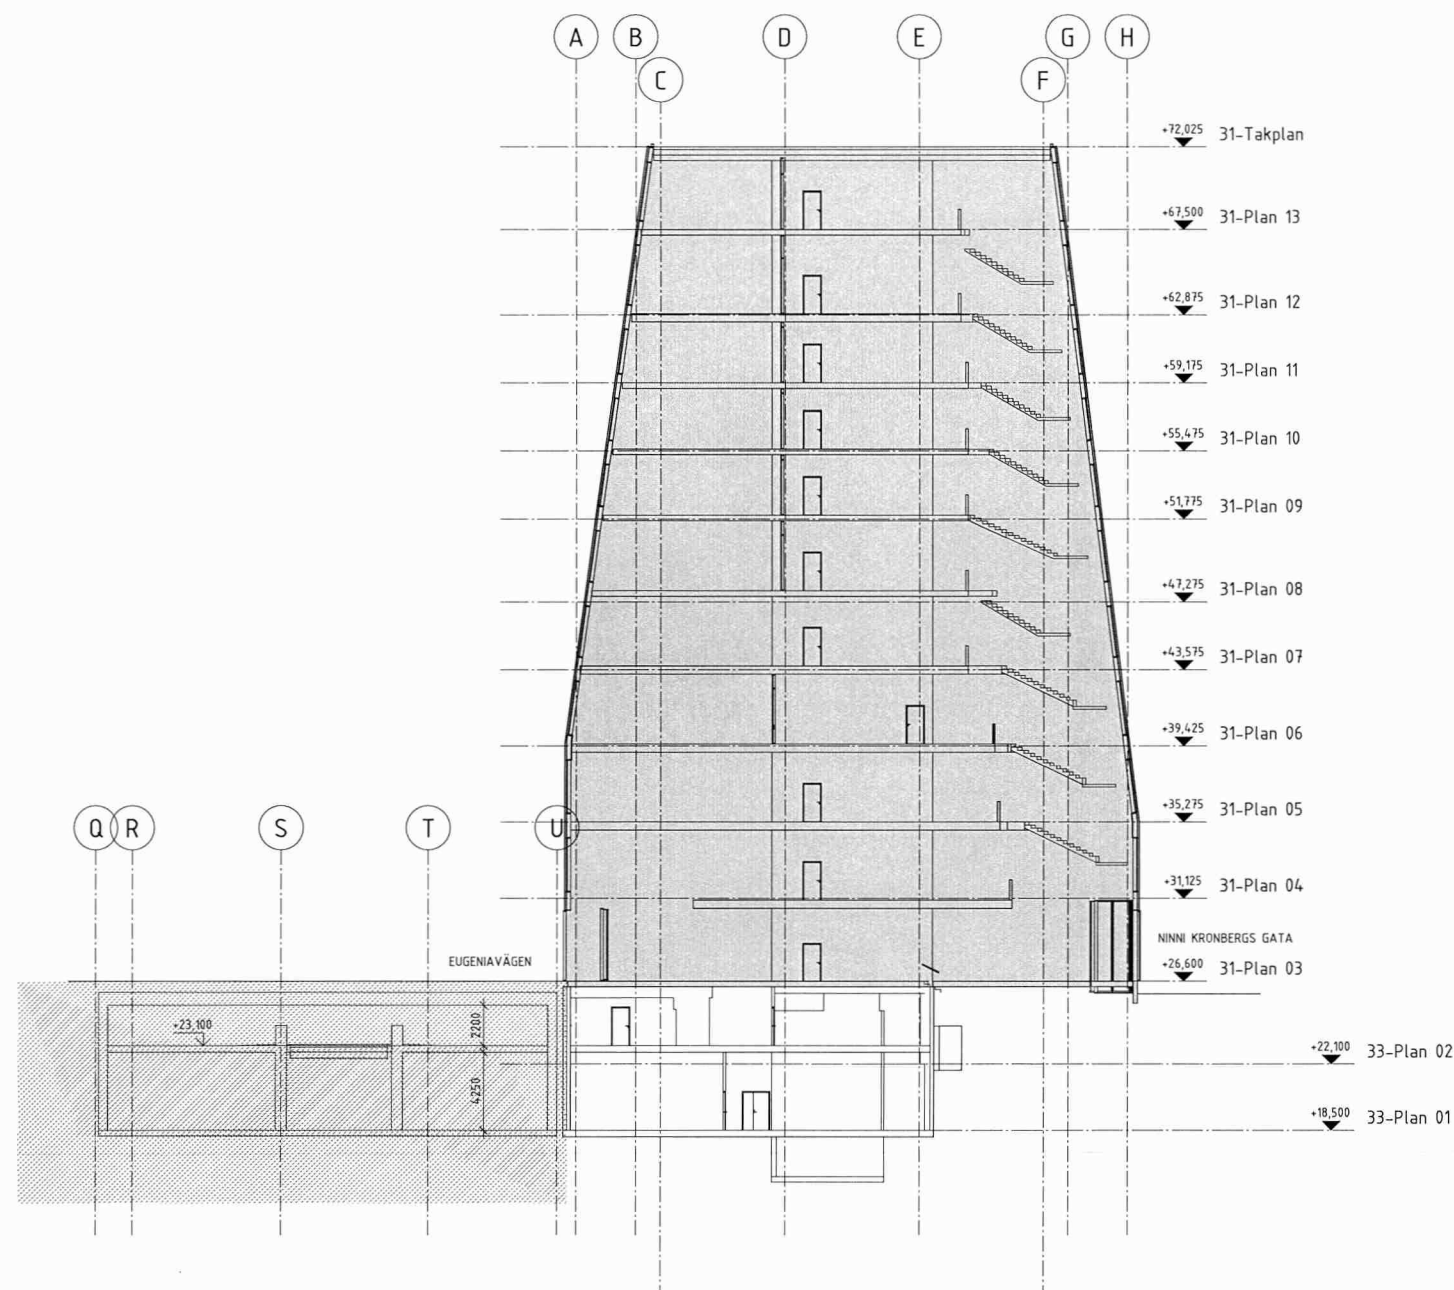 A B D E G H
C F
+72,025 31-Takplan
+67,500 31-Plan 13
+62,875 31-Plan 12
+59,175 31-Plan 11
+55,475 31-Plan 10
+51,775 31-Plan 09
+47,275 31-Plan 08
+43,575 31-Plan 07
+39,425 31-Plan 06
+35,275 31-Plan 05
Q R S T U
+31,125 31-Plan 04
NINNI KRONBERGS GATA
EUGENIAVÄGEN
+26,600 31-Plan 03
+23,100
2200
+22,100 33-Plan 02
4250
+18,500 33-Plan 01